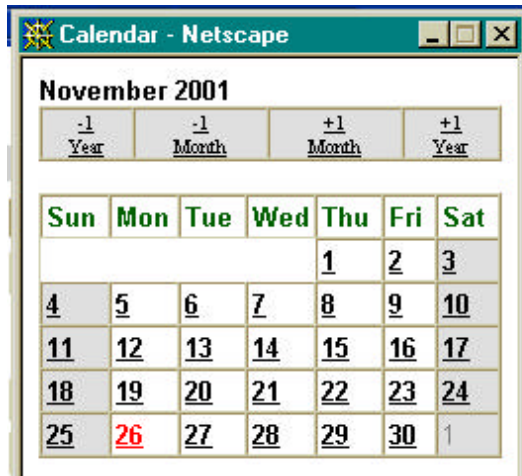 Calendar - Netscape
November 2001
-1 Year -1 Month +1 Month +1 Year
Sun Mon Tue Wed Thu Fri Sat
1 2 3
4 5 6 7 8 9 10
11 12 13 14 15 16 17
18 19 20 21 22 23 24
25 26 27 28 29 30 1